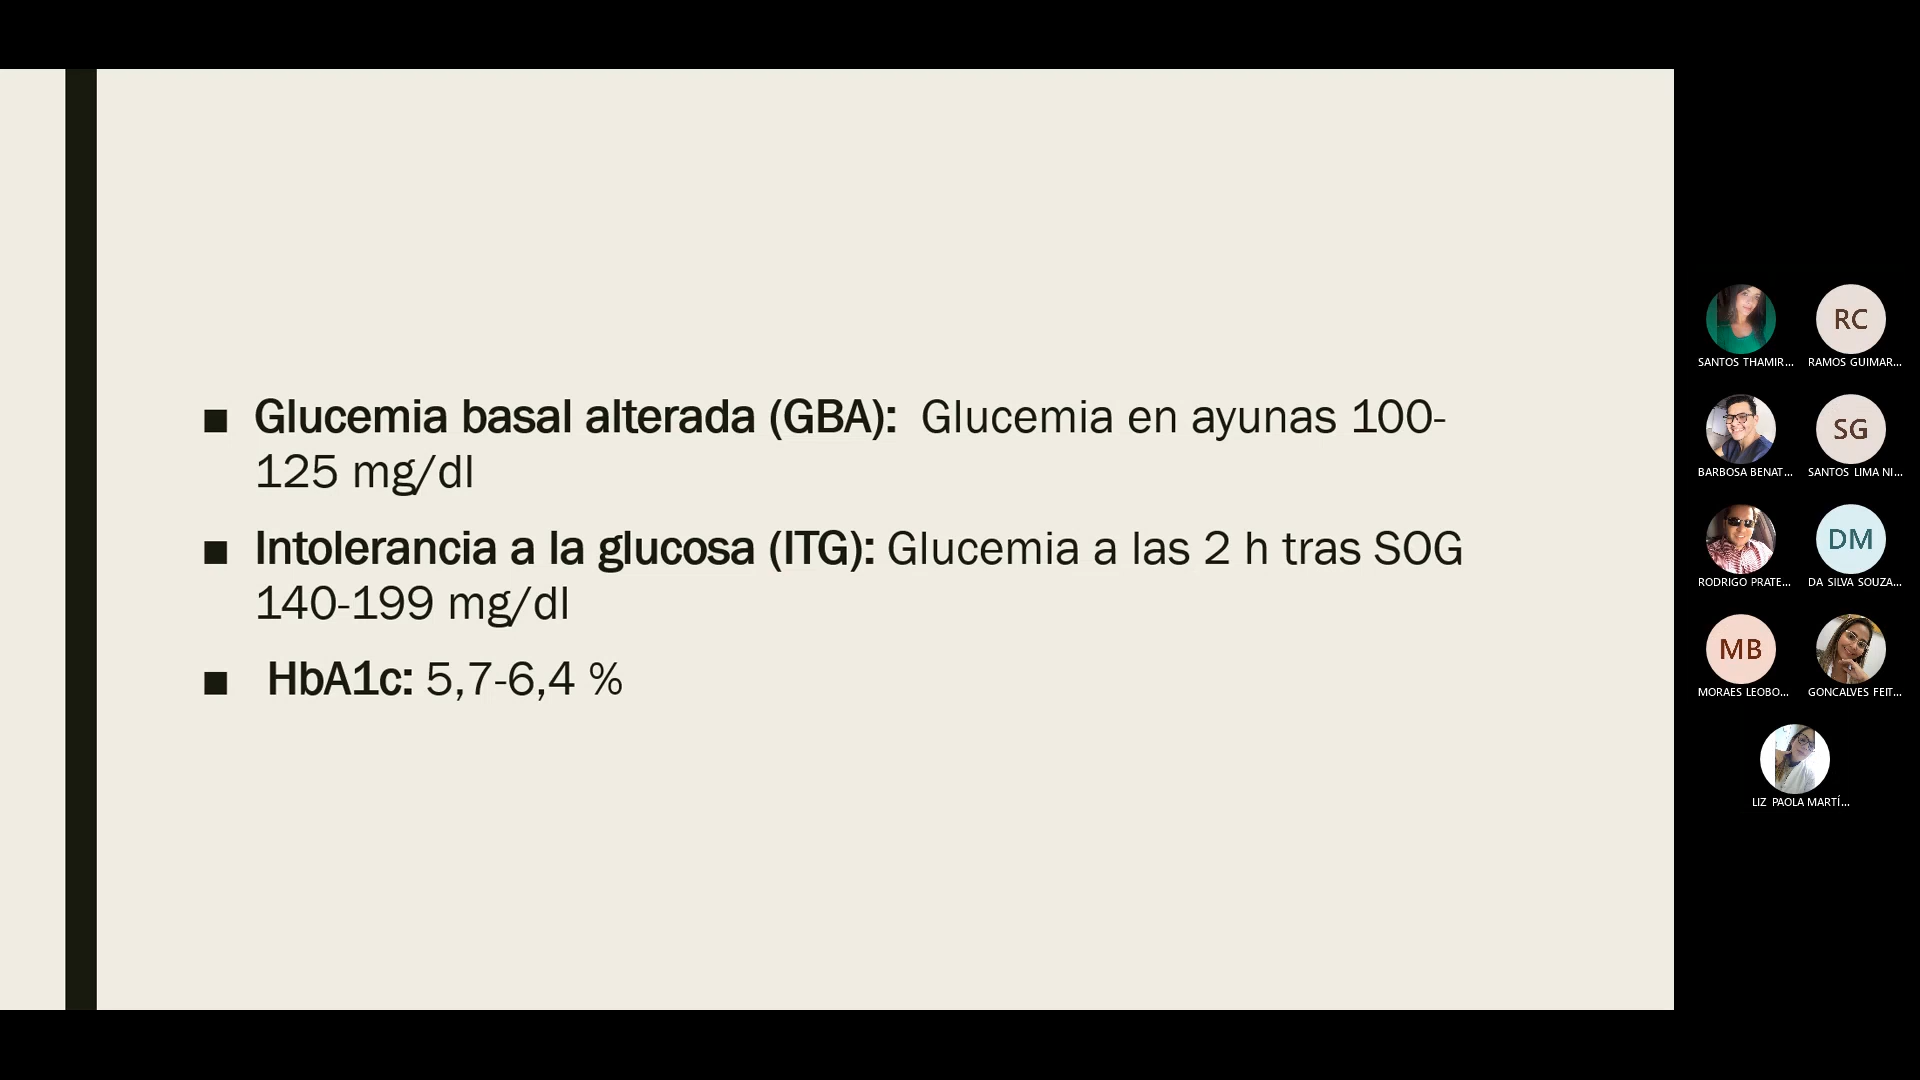 ■ Glucemia basal alterada (GBA): Glucemia en ayunas 100-
125 mg/dl
■ Intolerancia a la glucosa (ITG): Glucemia a las 2 h tras SOG
140-199 mg/dl
■ HbA1c: 5,7-6,4 %
RC
SANTOS THAMIR...
RAMOS GUIMAR...
SG
BARBOSA BENAT...
SANTOS LIMA NI...
DM
RODRIGO PRATE...
DA SILVA SOUZA...
MB
MORAES LEOBO...
GONCALVES FEIT...
LIZ PAOLA MARTÍ...